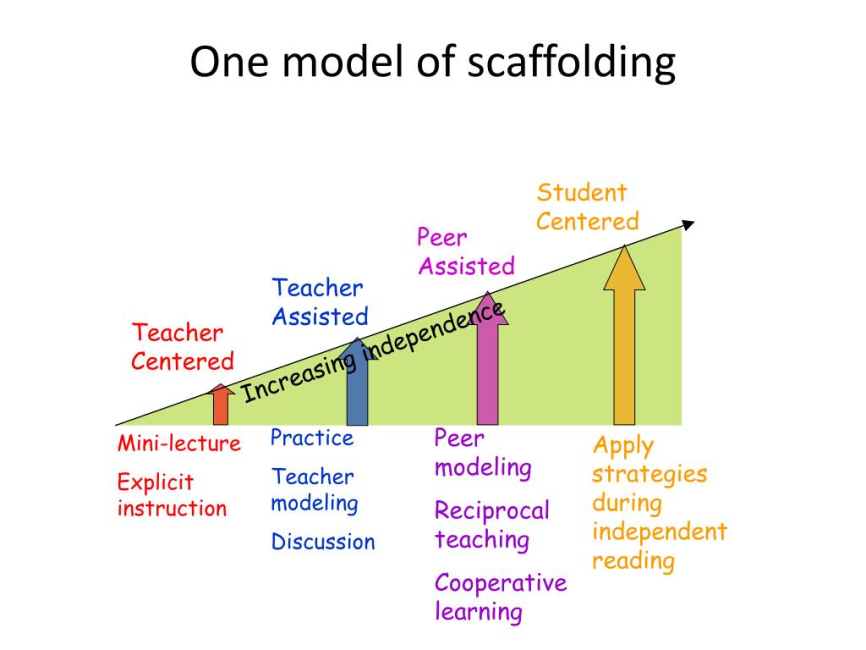 One model of scaffolding
Student
Centered
Peer
Assisted
Teacher
Assisted
Teacher
Centered
Increasing independence
Mini-lecture
Explicit
instruction
Practice
Teacher
modeling
Discussion
Peer
modeling
Reciprocal
teaching
Cooperative
learning
Apply
strategies
during
independent
reading